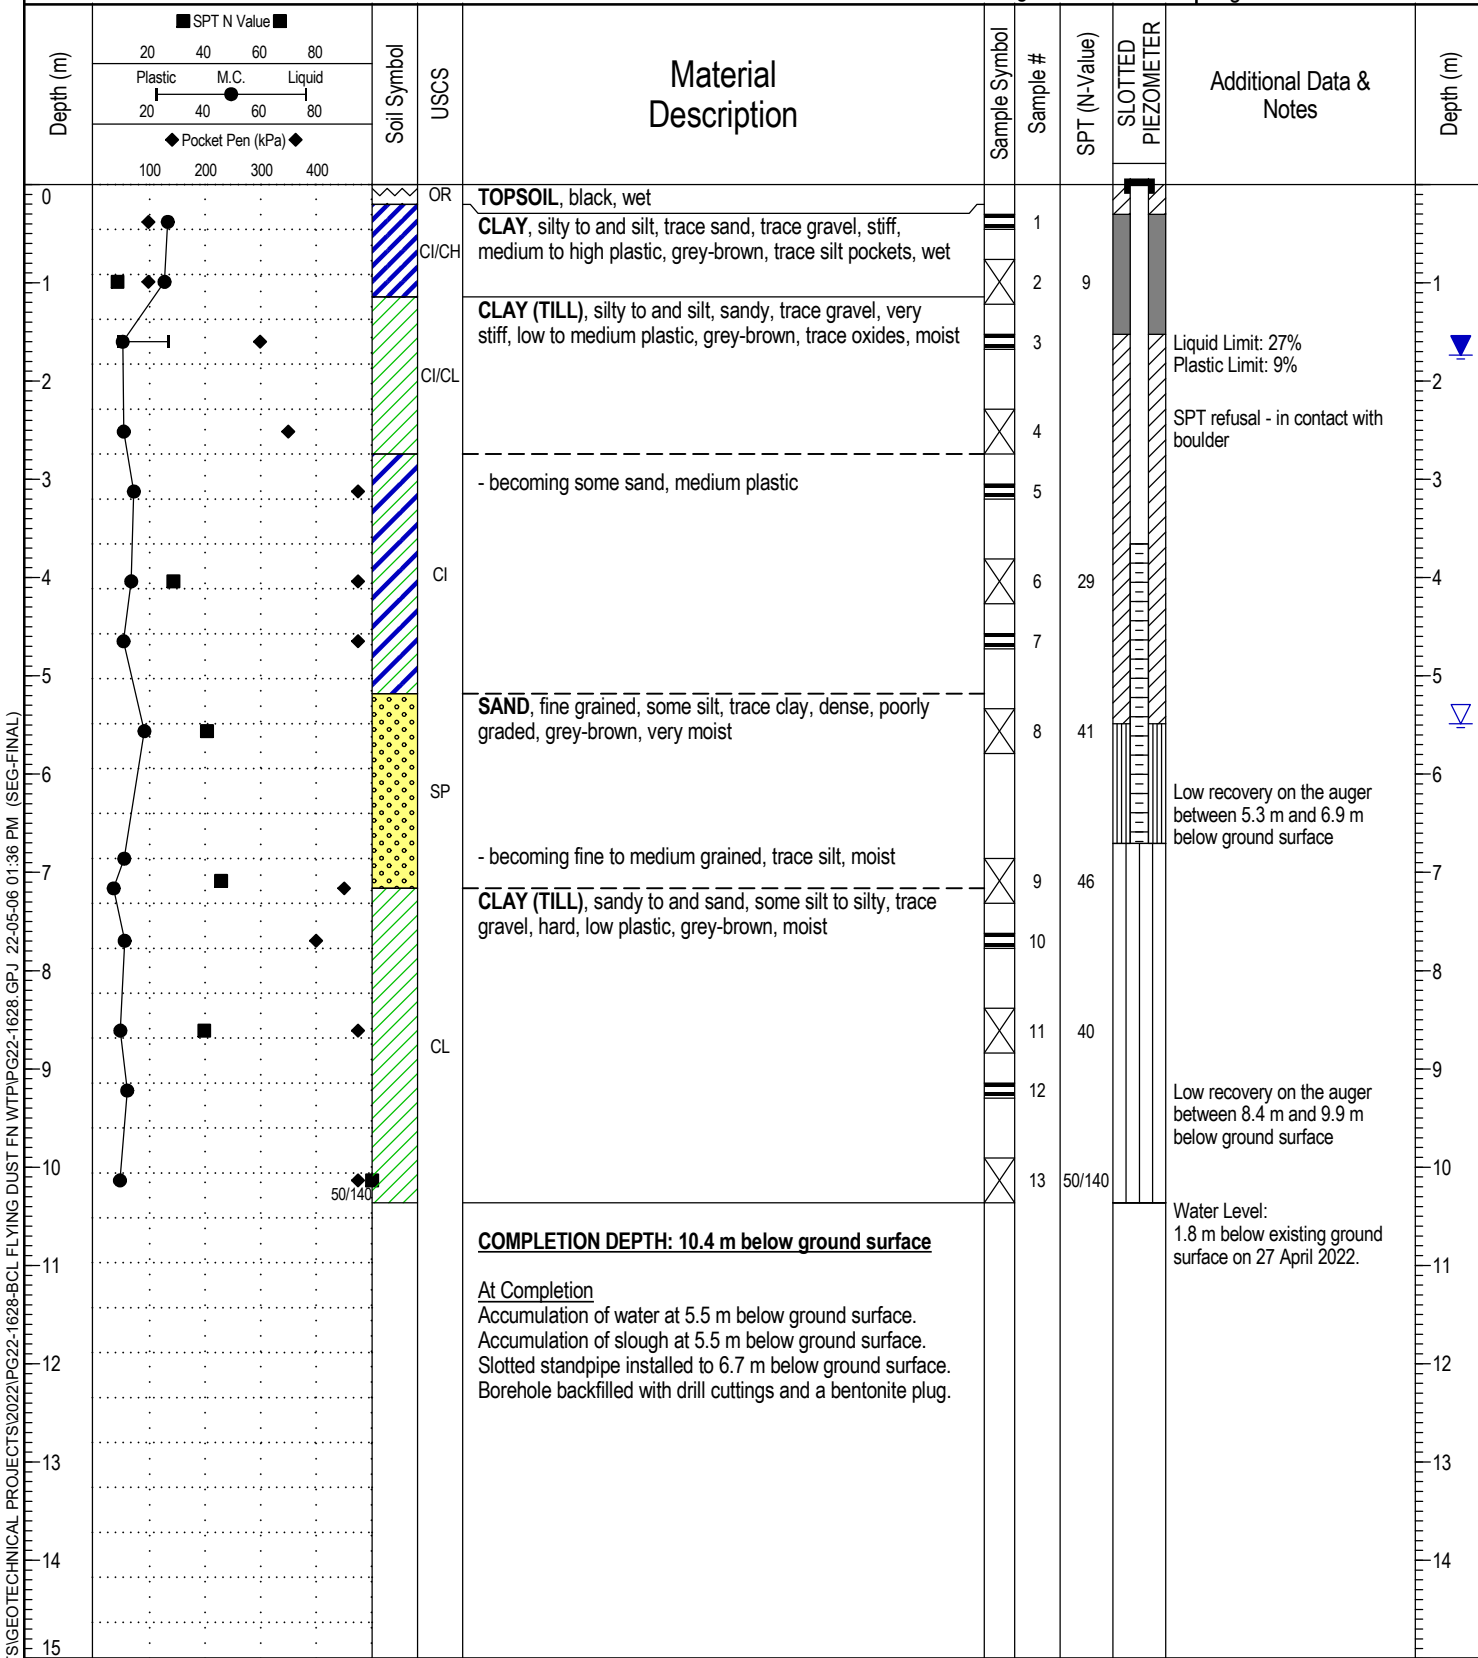 ■ SPT N Value ■
20 40 60 80
Plastic M.C. Liquid
20 40 60 80
◆ Pocket Pen (kPa) ◆
100 200 300 400
Depth (m)
Soil Symbol
USCS
Material
Description
Sample Symbol
Sample #
SPT (N-Value)
SLOTTED
PIEZOMETER
Additional Data &
Notes
Depth (m)
0
OR
TOPSOIL, black, wet
CLAY, silty to and silt, trace sand, trace gravel, stiff,
medium to high plastic, grey-brown, trace silt pockets, wet
1
CI/CH
1
2
9
1
CLAY (TILL), silty to and silt, sandy, trace gravel, very
stiff, low to medium plastic, grey-brown, trace oxides, moist
3
Liquid Limit: 27%
Plastic Limit: 9%
CI/CL
2
2
4
SPT refusal - in contact with
boulder
3
- becoming some sand, medium plastic
5
3
4
CI
6
29
4
7
5
5
SAND, fine grained, some silt, trace clay, dense, poorly
graded, grey-brown, very moist
8
41
6
SP
6
Low recovery on the auger
between 5.3 m and 6.9 m
below ground surface
- becoming fine to medium grained, trace silt, moist
7
9
46
7
CLAY (TILL), sandy to and sand, some silt to silty, trace
gravel, hard, low plastic, grey-brown, moist
10
8
8
11
40
CL
9
12
9
Low recovery on the auger
between 8.4 m and 9.9 m
below ground surface
10
50/140
13
50/140
10
Water Level:
1.8 m below existing ground
surface on 27 April 2022.
COMPLETION DEPTH: 10.4 m below ground surface
11
11
At Completion
Accumulation of water at 5.5 m below ground surface.
Accumulation of slough at 5.5 m below ground surface.
Slotted standpipe installed to 6.7 m below ground surface.
Borehole backfilled with drill cuttings and a bentonite plug.
12
12
13
13
14
14
15
S\GEOTECHNICAL PROJECTS\2022\PG22-1628-BCL FLYING DUST FN WTP\PG22-1628.GPJ 22-05-06 01:36 PM (SEG-FINAL)